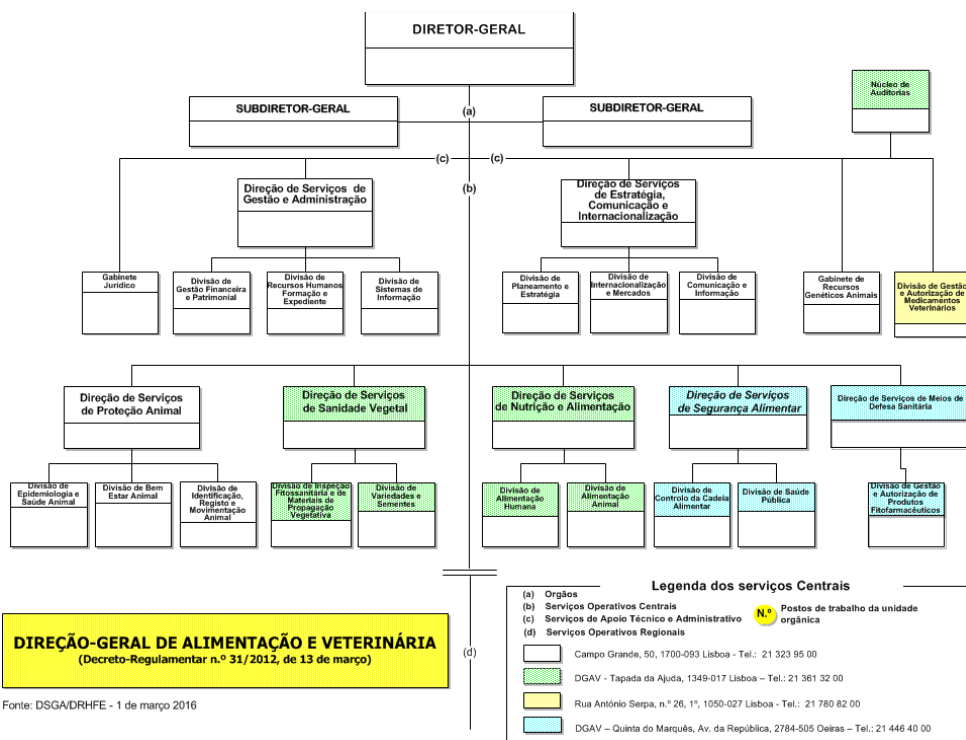 DIRETOR-GERAL
SUBDIRETOR-GERAL
(a)
SUBDIRETOR-GERAL
Núcleo de
Auditorias
(c)
(c)
(b)
Direção de Serviços de
Gestão e Administração
Direção de Serviços
de Estratégia,
Comunicação e
Internacionalização
Gabinete
Jurídico
Divisão de
Gestão Financeira
e Patrimonial
Divisão de
Recursos Humanos
Formação e
Expediente
Divisão de
Sistemas de
Informação
Divisão de
Planeamento e
Estratégia
Divisão de
Internacionalização
e Mercados
Divisão de
Comunicação e
Informação
Gabinete de
Recursos
Genéticos Animais
Divisão de Gestão
e Autorização de
Medicamentos
Veterinários
Direção de Serviços
de Proteção Animal
Direção de Serviços
de Sanidade Vegetal
Direção de Serviços
de Nutrição e Alimentação
Direção de Serviços
de Segurança Alimentar
Direção de Serviços de Meios de
Defesa Sanitária
Divisão de
Epidemiologia e
Saúde Animal
Divisão de Bem
Estar Animal
Divisão de
Identificação,
Registo e
Movimentação
Animal
Divisão de Inspeção
Fitossanitária e de
Materiais de
Propagação
Vegetativa
Divisão de
Variedades e
Sementes
Divisão de
Alimentação
Humana
Divisão de
Alimentação
Animal
Divisão de
Controlo da Cadeia
Alimentar
Divisão de Saúde
Pública
Divisão de Gestão
e Autorização de
Produtos
Fitofarmacêuticos
DIREÇÃO-GERAL DE ALIMENTAÇÃO E VETERINÁRIA
(Decreto-Regulamentar n.º 31/2012, de 13 de março)
(d)
Fonte: DSGA/DRHFE - 1 de março 2016
Legenda dos serviços Centrais
(a) Orgãos
(b) Serviços Operativos Centrais
(c) Serviços de Apoio Técnico e Administrativo
(d) Serviços Operativos Regionais
N.º
Postos de trabalho da unidade
orgânica
Campo Grande, 50, 1700-093 Lisboa - Tel.: 21 323 95 00
DGAV - Tapada da Ajuda, 1349-017 Lisboa – Tel.: 21 361 32 00
Rua António Serpa, n.º 26, 1º, 1050-027 Lisboa - Tel.: 21 780 82 00
DGAV – Quinta do Marquês, Av. da República, 2784-505 Oeiras – Tel.: 21 446 40 00